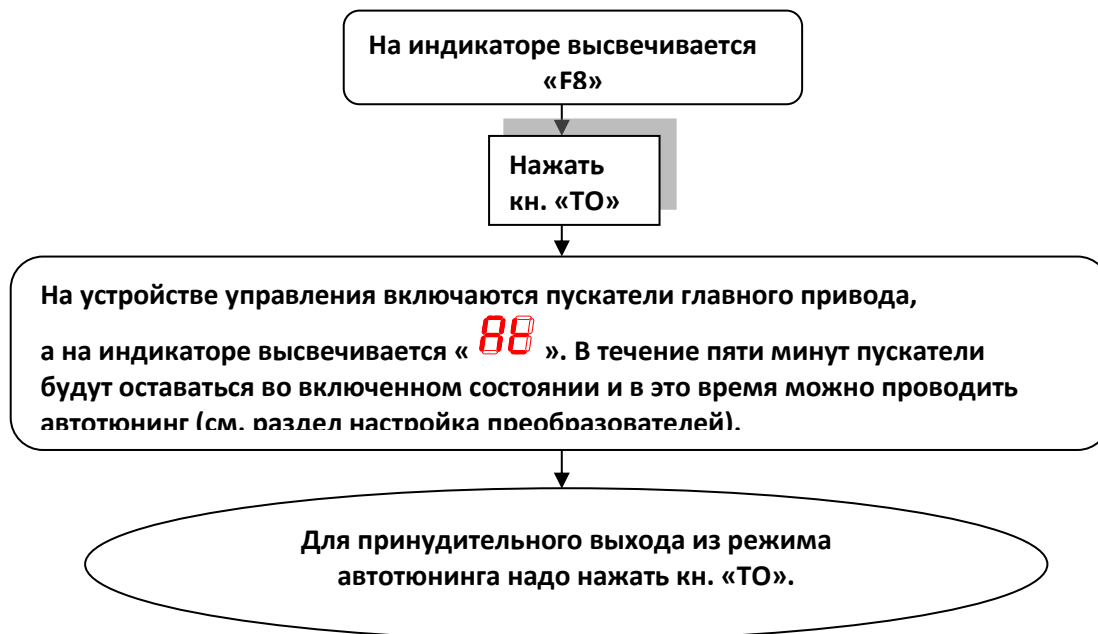 На индикаторе высвечивается
«F8»
Нажать
кн. «ТО»
На устройстве управления включаются пускатели главного привода,
а на индикаторе высвечивается « At ». В течение пяти минут пускатели
будут оставаться во включенном состоянии и в это время можно проводить
автотюнинг (см. раздел настройка преобразователей).
Для принудительного выхода из режима
автотюнинга надо нажать кн. «ТО».